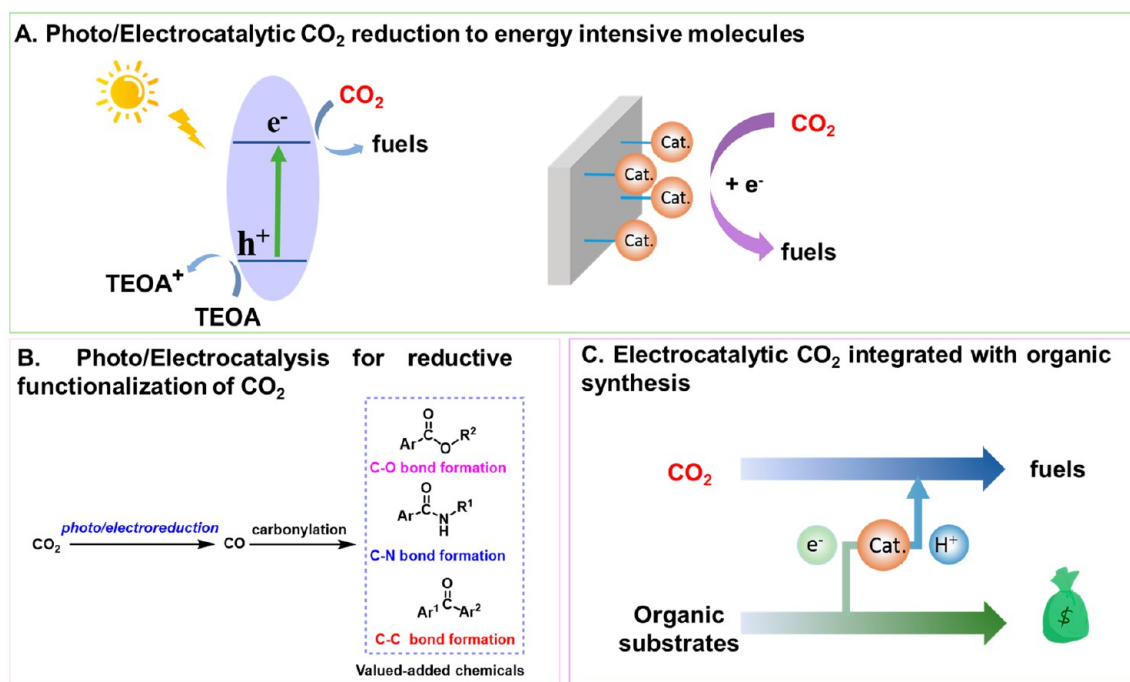 A. Photo/Electrocatalytic CO₂ reduction to energy intensive molecules
CO₂
e⁻
fuels
h⁺
TEOA⁺
TEOA
Cat.
Cat.
Cat.
Cat.
CO₂
+ e⁻
fuels
B. Photo/Electrocatalysis for reductive
functionalization of CO₂
O
Ar
O
R²
C-O bond formation
O
Ar
N
H
R¹
C-N bond formation
O
Ar¹
Ar²
C-C bond formation
CO₂
photo/electroreduction
CO
carbonylation
Valued-added chemicals
C. Electrocatalytic CO₂ integrated with organic
synthesis
CO₂
fuels
e⁻
Cat.
H⁺
Organic
substrates
$